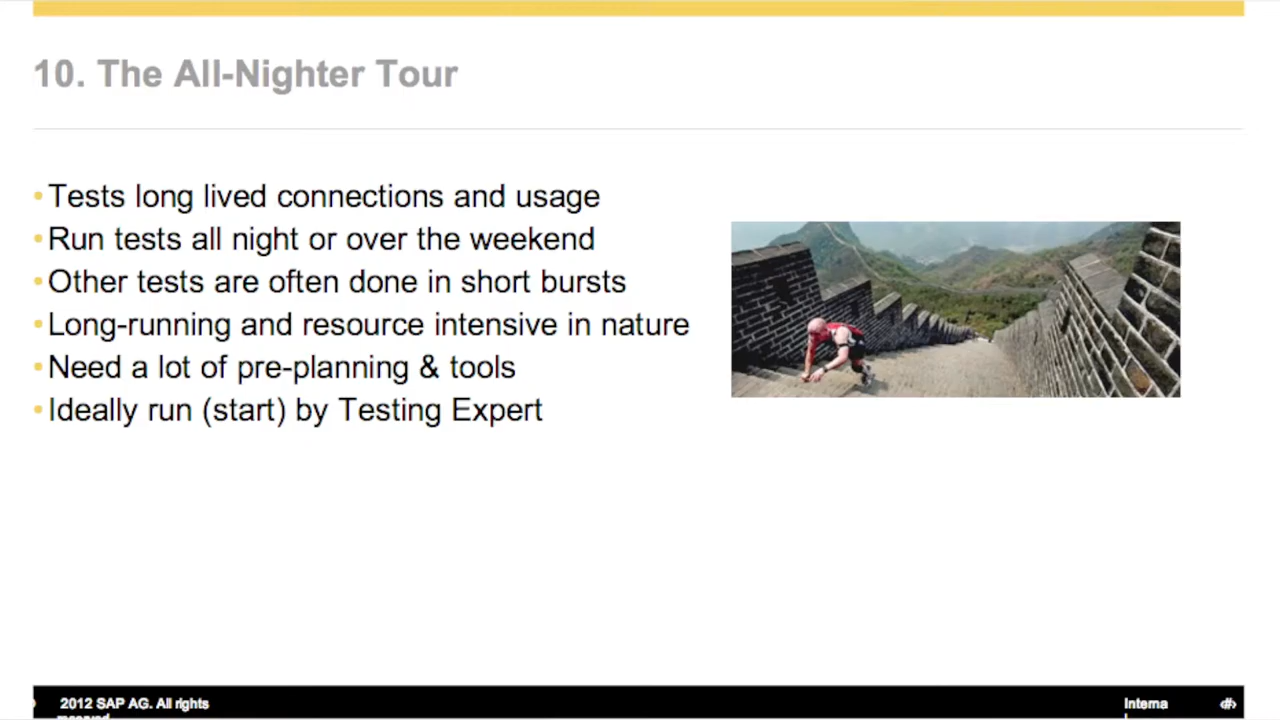 10. The All-Nighter Tour
•Tests long lived connections and usage
•Run tests all night or over the weekend
•Other tests are often done in short bursts
•Long-running and resource intensive in nature
•Need a lot of pre-planning & tools
•Ideally run (start) by Testing Expert
2012 SAP AG. All rights
reserved
Interna
l
‹#›